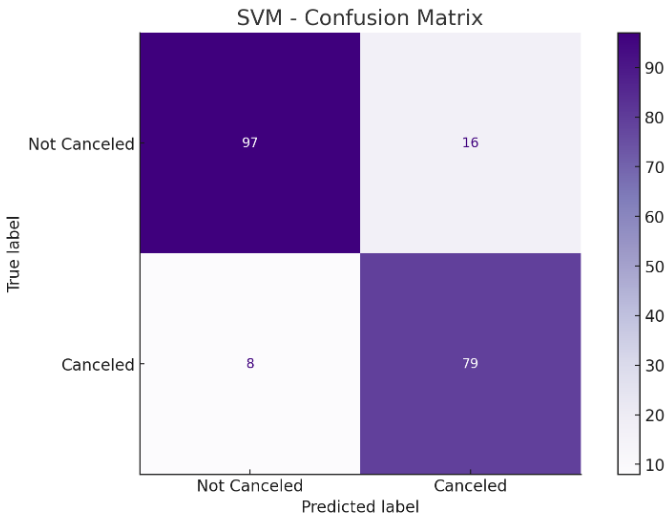 SVM - Confusion Matrix
True label
Not Canceled
97
16
Canceled
8
79
Not Canceled
Canceled
Predicted label
90
80
70
60
50
40
30
20
10